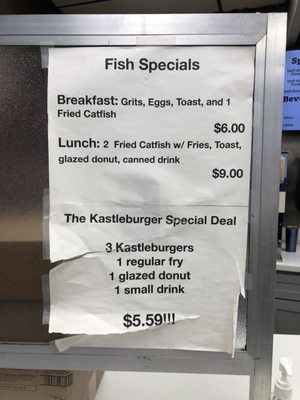 Fish Specials
Breakfast: Grits, Eggs, Toast, and 1
Fried Catfish
$6.00
Lunch: 2 Fried Catfish w/ Fries, Toast,
glazed donut, canned drink
$9.00
The Kastleburger Special Deal
3 Kastleburgers
1 regular fry
1 glazed donut
1 small drink
$5.59!!!